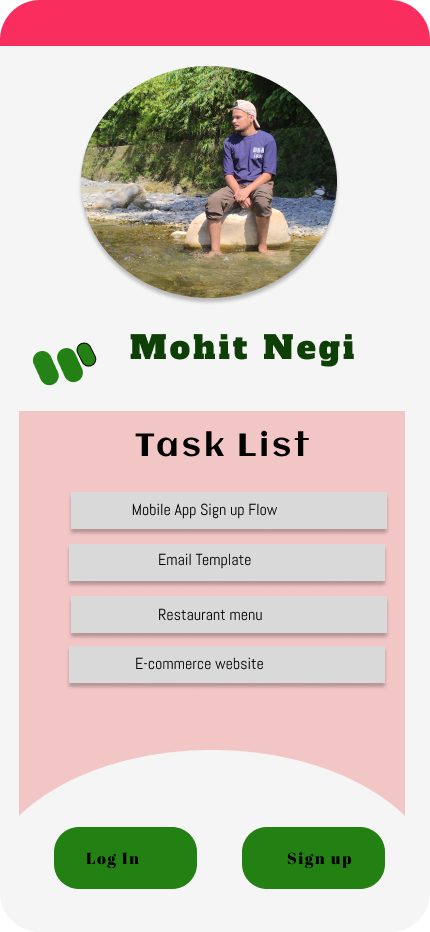 Mohit Negi
Task List
Mobile App Sign up Flow
Email Template
Restaurant menu
E-commerce website
Log In
Sign up